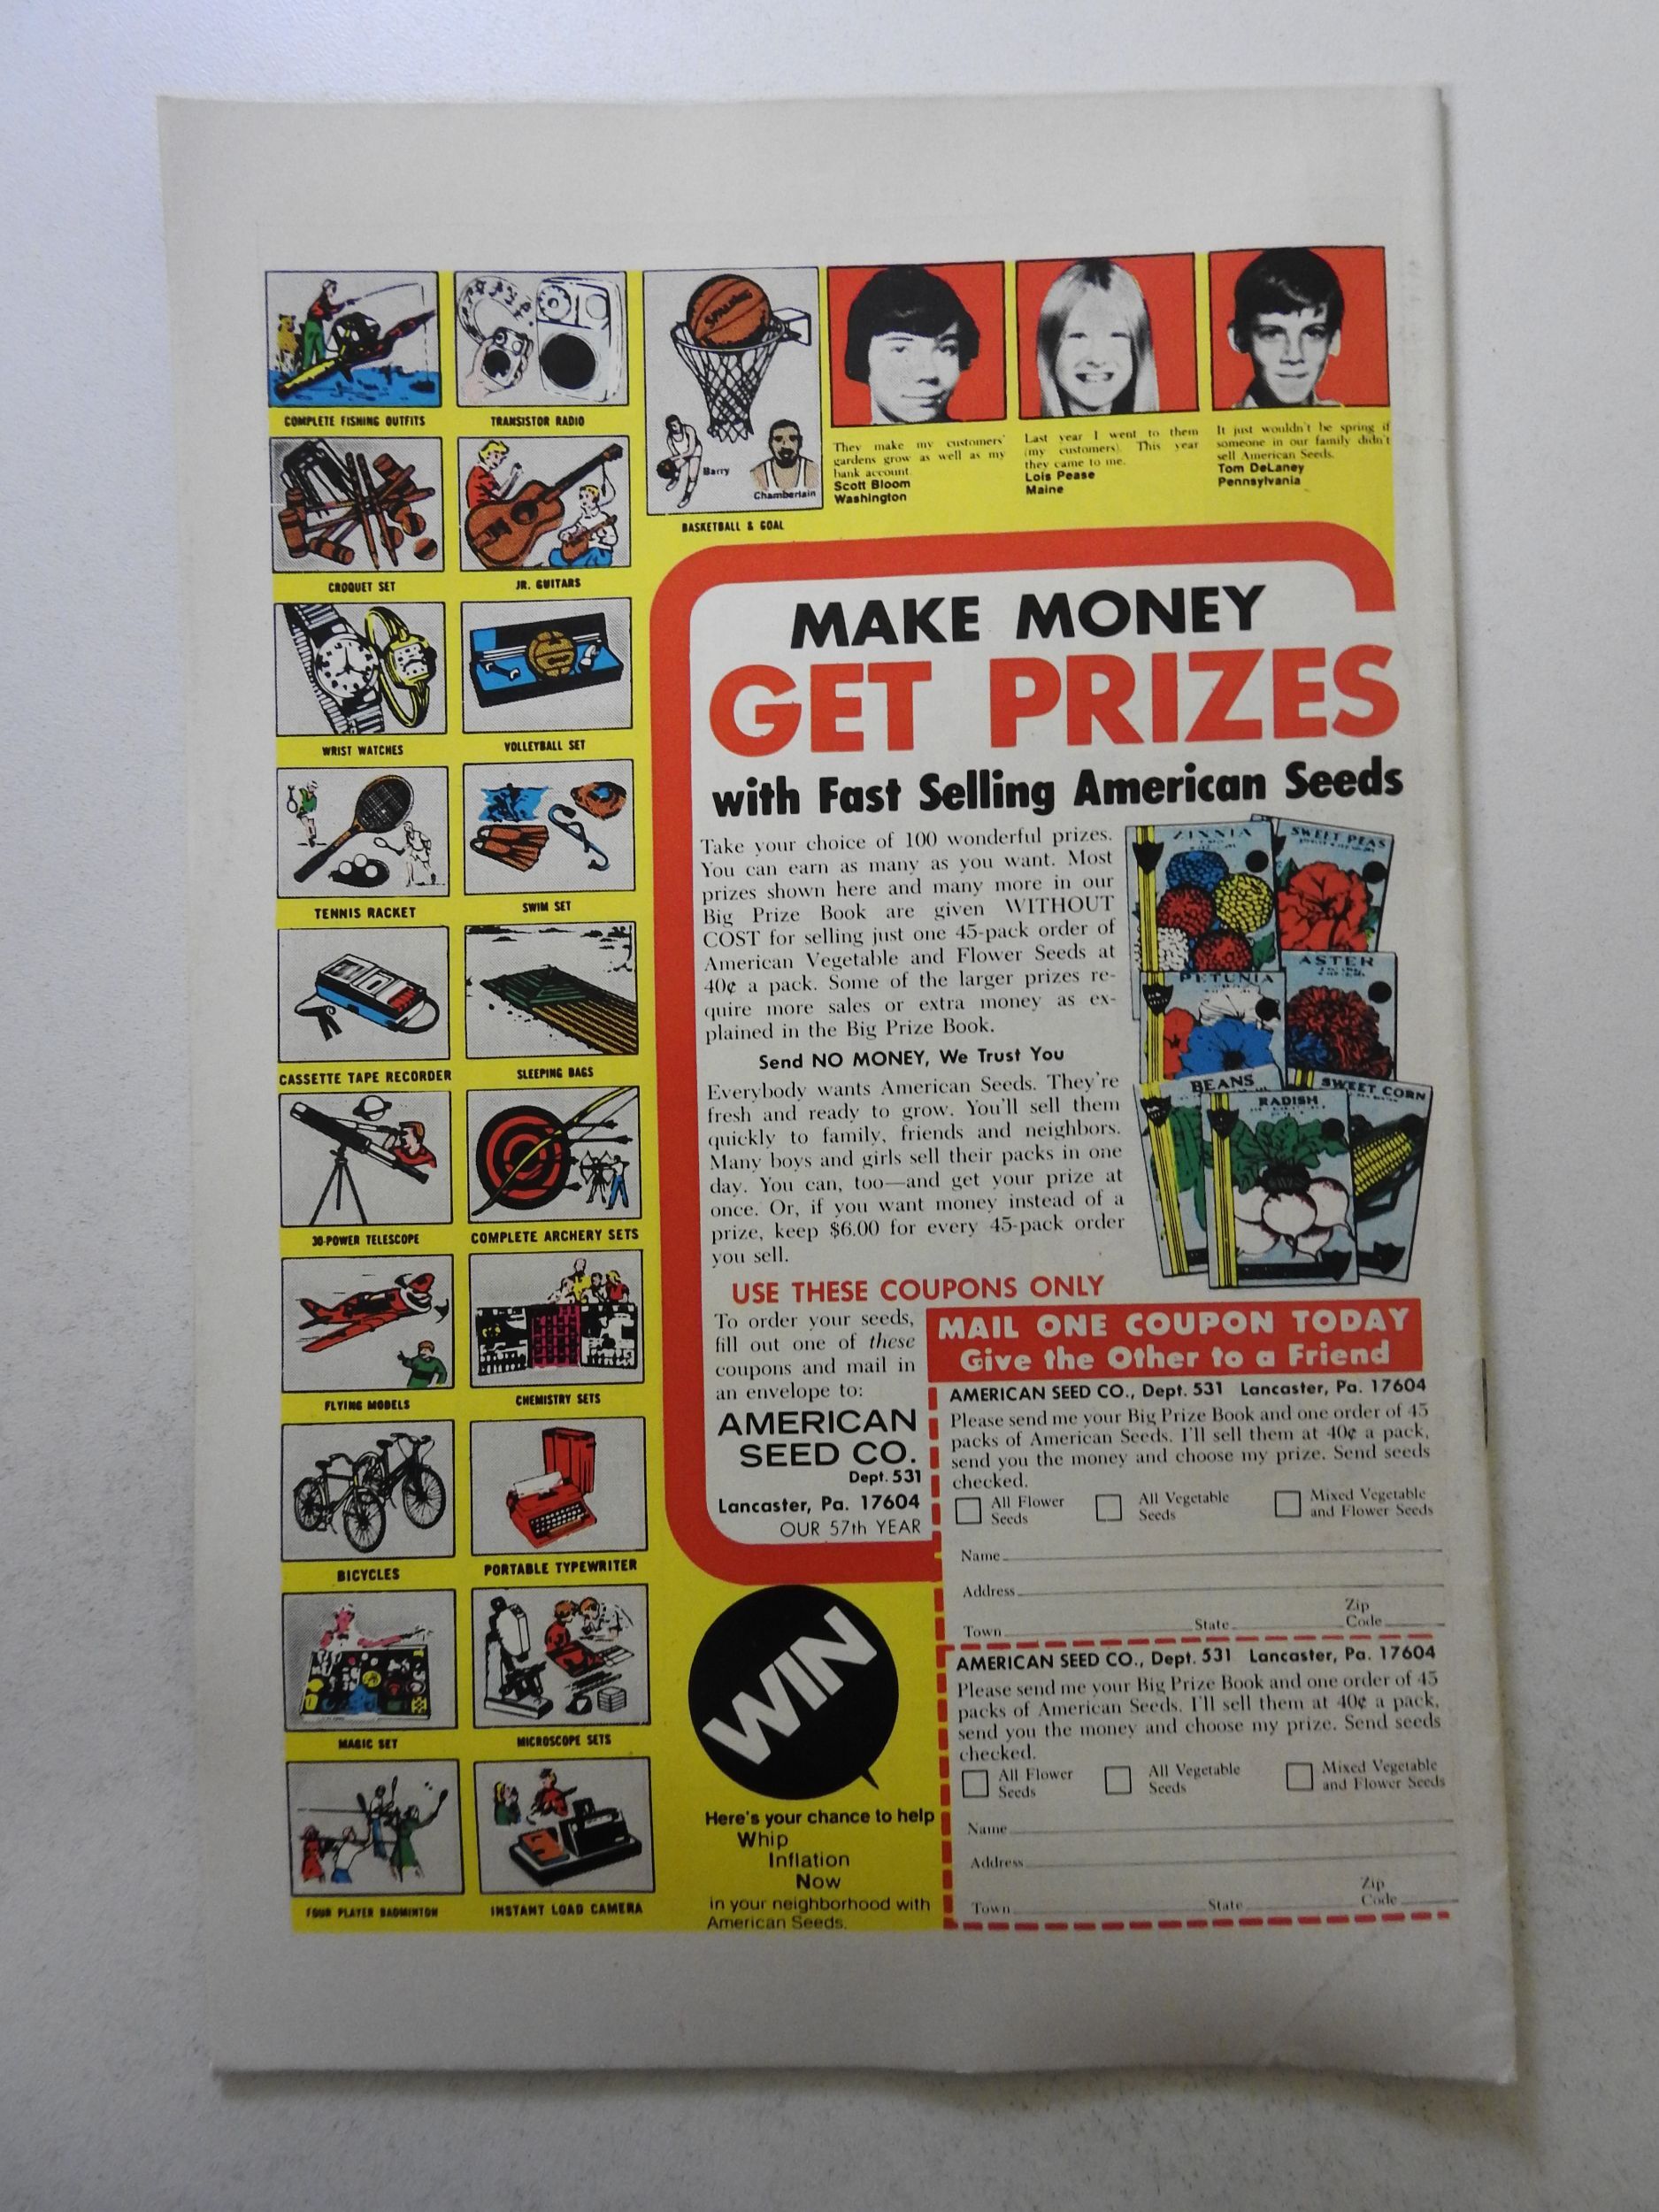 COMPLETE FISHING OUTFITS
TRANSISTOR RADIO
SPALDING
Barry
Chamberlain
BASKETBALL & GOAL
CROQUET SET
JR. GUITARS
WRIST WATCHES
VOLLEYBALL SET
TENNIS RACKET
SWIM SET
CASSETTE TAPE RECORDER
SLEEPING BAGS
30-POWER TELESCOPE
COMPLETE ARCHERY SETS
FLYING MODELS
CHEMISTRY SETS
BICYCLES
PORTABLE TYPEWRITER
MAGIC SET
MICROSCOPE SETS
FOUR PLAYER BADMINTON
INSTANT LOAD CAMERA
They make my customers'
gardens grow as well as my
bank account.
Scott Bloom
Washington
Last year I went to them
(my customers). This year
they came to me.
Lois Pease
Maine
It just wouldn't be spring if
someone in our family didn't
sell American Seeds.
Tom DeLaney
Pennsylvania
MAKE MONEY
GET PRIZES
with Fast Selling American Seeds
Take your choice of 100 wonderful prizes.
You can earn as many as you want. Most
prizes shown here and many more in our
Big Prize Book are given WITHOUT
COST for selling just one 45-pack order of
American Vegetable and Flower Seeds at
40¢ a pack. Some of the larger prizes re-
quire more sales or extra money as ex-
plained in the Big Prize Book.
Send NO MONEY, We Trust You
Everybody wants American Seeds. They're
fresh and ready to grow. You'll sell them
quickly to family, friends and neighbors.
Many boys and girls sell their packs in one
day. You can, too—and get your prize at
once. Or, if you want money instead of a
prize, keep $6.00 for every 45-pack order
you sell.
ZINNIA
SWEET PEAS
PETUNIA
ASTER
BEANS
RADISH
SWEET CORN
USE THESE COUPONS ONLY
To order your seeds,
fill out one of these
coupons and mail in
an envelope to:
AMERICAN
SEED CO.
Dept. 531
Lancaster, Pa. 17604
OUR 57th YEAR
MAIL ONE COUPON TODAY
Give the Other to a Friend
AMERICAN SEED CO., Dept. 531 Lancaster, Pa. 17604
Please send me your Big Prize Book and one order of 45
packs of American Seeds. I'll sell them at 40¢ a pack,
send you the money and choose my prize. Send seeds
checked.
All Flower Seeds
All Vegetable Seeds
Mixed Vegetable and Flower Seeds
Name
Address
Town State Zip Code
AMERICAN SEED CO., Dept. 531 Lancaster, Pa. 17604
Please send me your Big Prize Book and one order of 45
packs of American Seeds. I'll sell them at 40¢ a pack,
send you the money and choose my prize. Send seeds
checked.
All Flower Seeds
All Vegetable Seeds
Mixed Vegetable and Flower Seeds
Name
Address
Town State Zip Code
WIN
Here's your chance to help
Whip
Inflation
Now
in your neighborhood with
American Seeds.